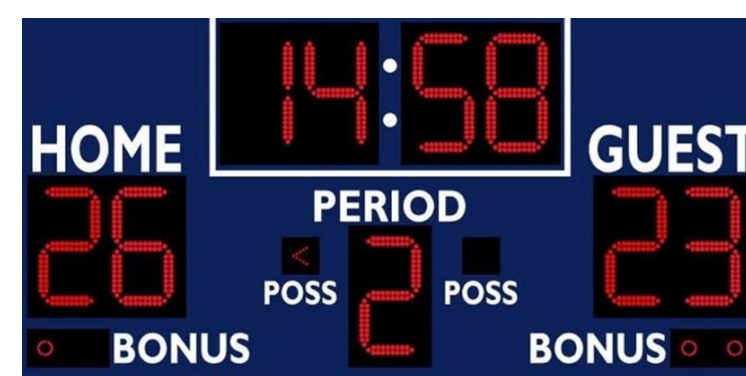 14:58
HOME
GUEST
26
PERIOD
23
<
2
POSS
POSS
BONUS
BONUS